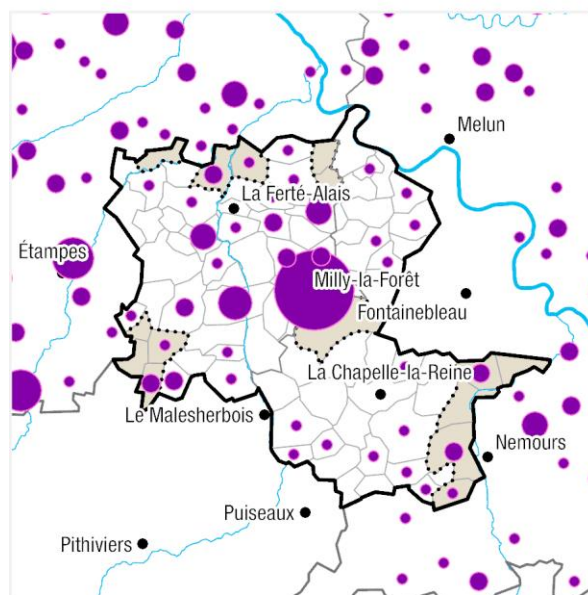 Melun
La Ferté-Alais
Étampes
Milly-la-Forêt
Fontainebleau
La Chapelle-la-Reine
Le Malesherbois
Nemours
Puiseaux
Pithiviers